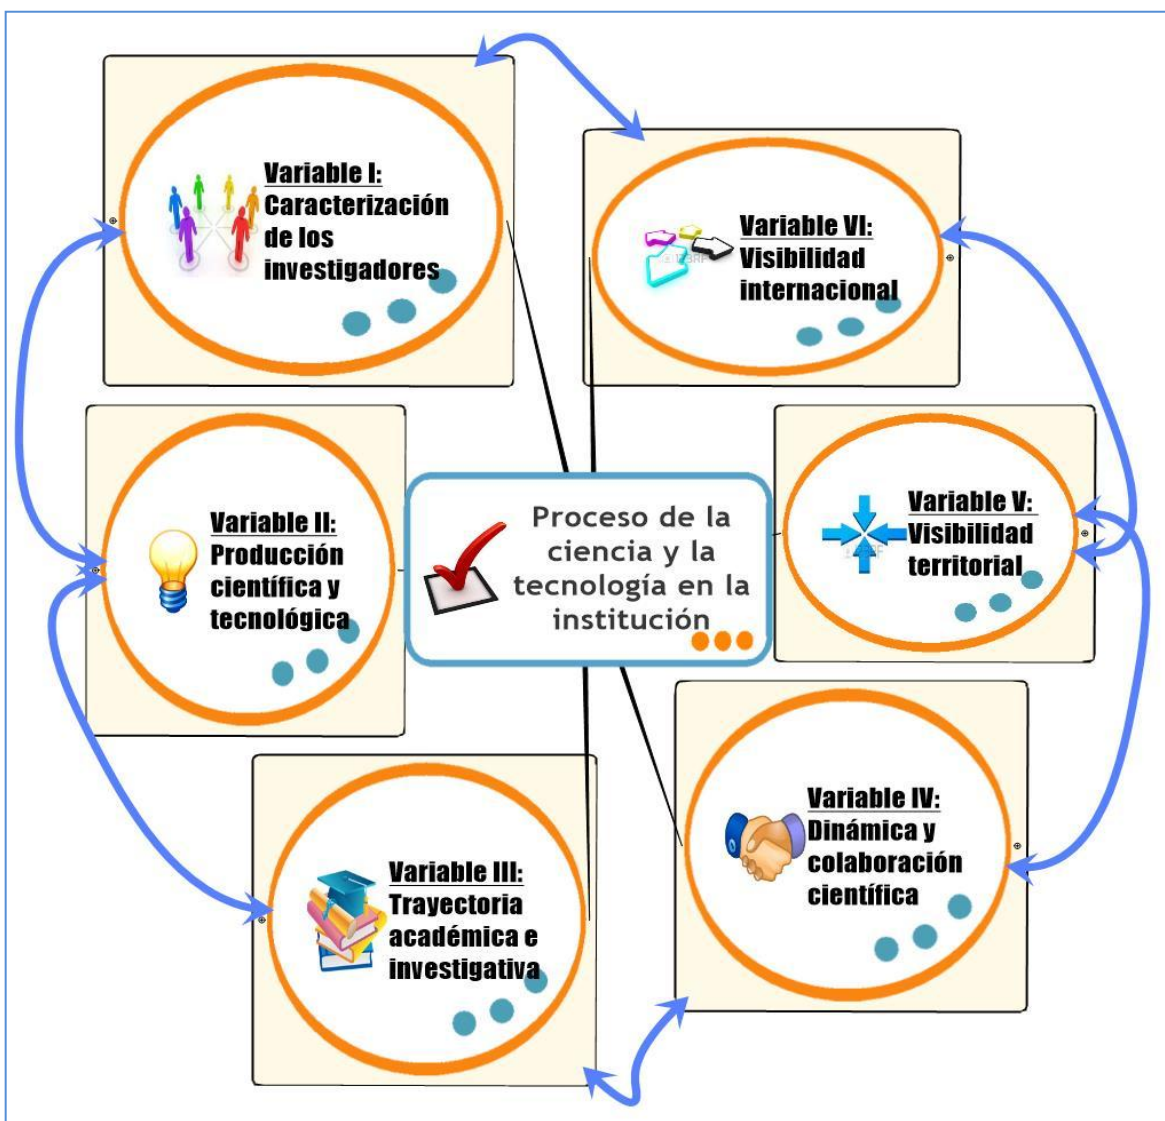 Variable I:
Caracterización
de los
investigadores
Variable VI:
Visibilidad
internacional
Variable II:
Producción
científica y
tecnológica
Proceso de la
ciencia y la
tecnología en la
institución
Variable V:
Visibilidad
territorial
Variable III:
Trayectoria
académica e
investigativa
Variable IV:
Dinámica y
colaboración
científica